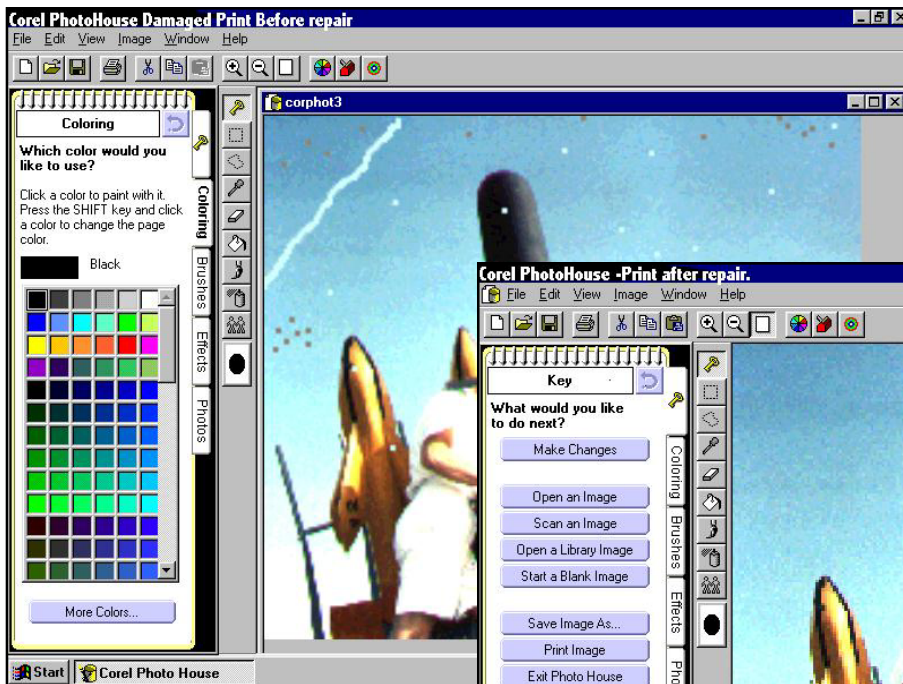 Corel PhotoHouse Damaged Print Before repair
File Edit View Image Window Help
corphot3
Coloring
Which color would you
like to use?
Click a color to paint with it.
Press the SHIFT key and click
a color to change the page
color.
Black
More Colors...
Coloring
Brushes
Effects
Photos
Corel PhotoHouse -Print after repair.
File Edit View Image Window Help
Key
What would you like
to do next?
Make Changes
Open an Image
Scan an Image
Open a Library Image
Start a Blank Image
Save Image As...
Print Image
Exit Photo House
Coloring
Brushes
Effects
Pho
Start Corel Photo House